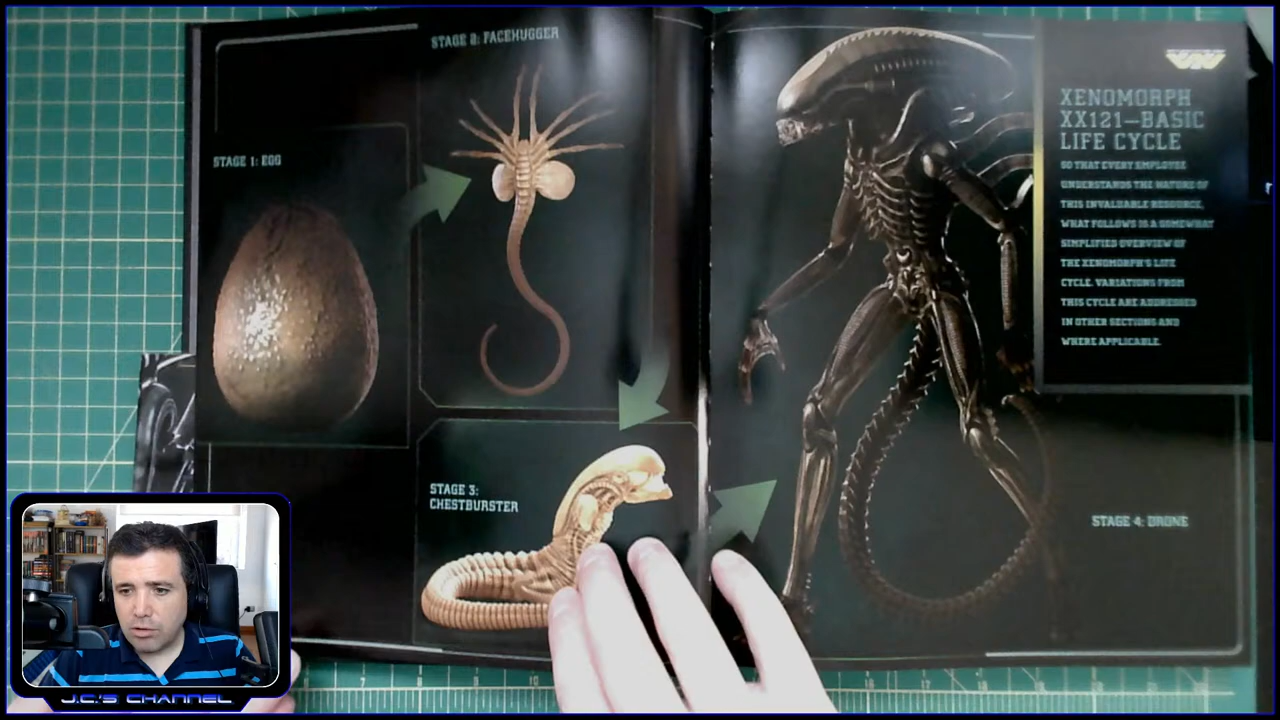 STAGE 2: FACEHUGGER
STAGE 1: EGG
STAGE 3:
CHESTBURSTER
XENOMORPH
XX121—BASIC
LIFE CYCLE
SO THAT EVERY EMPLOYEE
UNDERSTANDS THE NATURE OF
THIS INVALUABLE RESOURCE,
WHAT FOLLOWS IS A SOMEWHAT
SIMPLIFIED OVERVIEW OF
THE XENOMORPH'S LIFE
CYCLE. VARIATIONS FROM
THIS CYCLE ARE ADDRESSED
IN OTHER SECTIONS AND
WHERE APPLICABLE.
STAGE 4: DRONE
J.C.'S CHANNEL